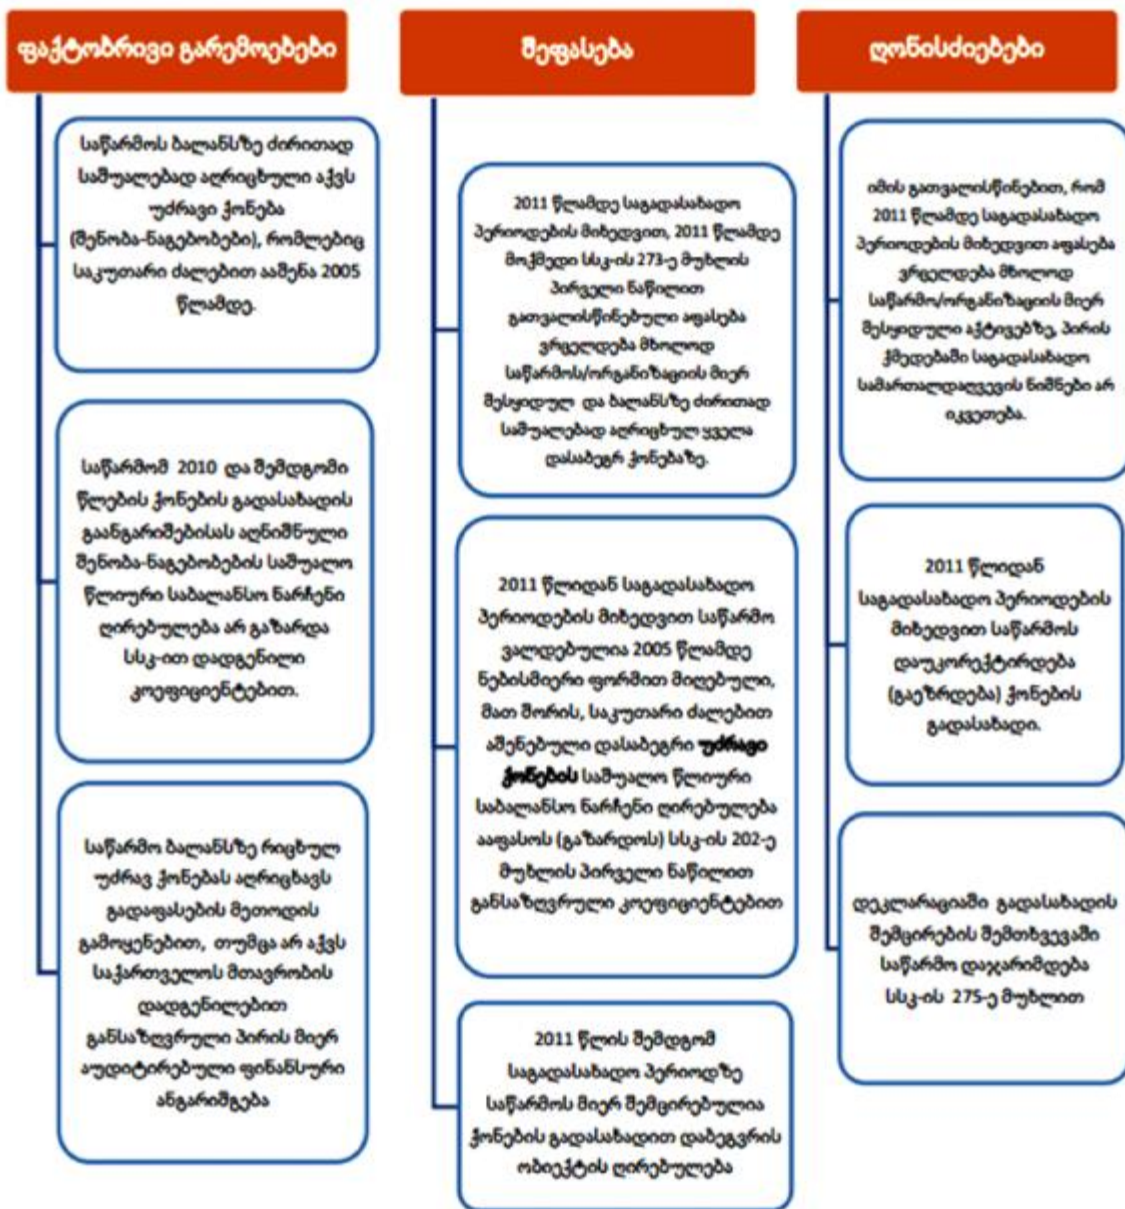 ფაქტობრივი გარემოებები
საწარმოს ბალანსზე ძირითად
საშუალებად აღრიცხული აქვს
უძრავი ქონება
(შენობა-ნაგებობები), რომლებიც
საკუთარი ძალებით ააშენა 2005
წლამდე.
საწარმომ 2010 და შემდგომი
წლების ქონების გადასახადის
გაანგარიშებისას აღნიშნული
შენობა-ნაგებობების საშუალო
წლიური საბალანსო ნარჩენი
ღირებულება არ გაზარდა
სსკ-ით დადგენილი
კოეფიციენტებით.
საწარმო ბალანსზე რიცხულ
უძრავ ქონებას აღრიცხავს
გადაფასების მეთოდის
გამოყენებით, თუმცა არ აქვს
საქართველოს მთავრობის
დადგენილებით
განსაზღვრული პირის მიერ
აუდიტირებული ფინანსური
ანგარიშგება
შეფასება
2011 წლამდე საგადასახადო
პერიოდების მიხედვით, 2011 წლამდე
მოქმედი სსკ-ის 273-ე მუხლის
პირველი ნაწილით
გათვალისწინებული აფასება
ვრცელდება მხოლოდ
საწარმოს/ორგანიზაციის მიერ
შესყიდულ და ბალანსზე ძირითად
საშუალებად აღრიცხულ ყველა
დასაბეგრ ქონებაზე.
2011 წლიდან საგადასახადო
პერიოდების მიხედვით საწარმო
ვალდებულია 2005 წლამდე
ნებისმიერი ფორმით მიღებული,
მათ შორის, საკუთარი ძალებით
აშენებული დასაბეგრი უძრავი
ქონების საშუალო წლიური
საბალანსო ნარჩენი ღირებულება
ააფასოს (გაზარდოს) სსკ-ის 202-ე
მუხლის პირველი ნაწილით
განსაზღვრული კოეფიციენტებით
2011 წლის შემდგომ
საგადასახადო პერიოდზე
საწარმოს მიერ შემცირებულია
ქონების გადასახადით დაბეგვრის
ობიექტის ღირებულება
ღონისძიებები
იმის გათვალისწინებით, რომ
2011 წლამდე საგადასახადო
პერიოდების მიხედვით აფასება
ვრცელდება მხოლოდ
საწარმო/ორგანიზაციის მიერ
შესყიდული აქტივებზე, პირის
ქმედებაში საგადასახადო
სამართალდაღვევის ნიშნები არ
იკვეთება.
2011 წლიდან
საგადასახადო პერიოდების
მიხედვით საწარმოს
დაუკორექტირდება
(გაეზრდება) ქონების
გადასახადი.
დეკლარაციაში გადასახადის
შემცირების შემთხვევაში
საწარმო დაჯარიმდება
სსკ-ის 275-ე მუხლით